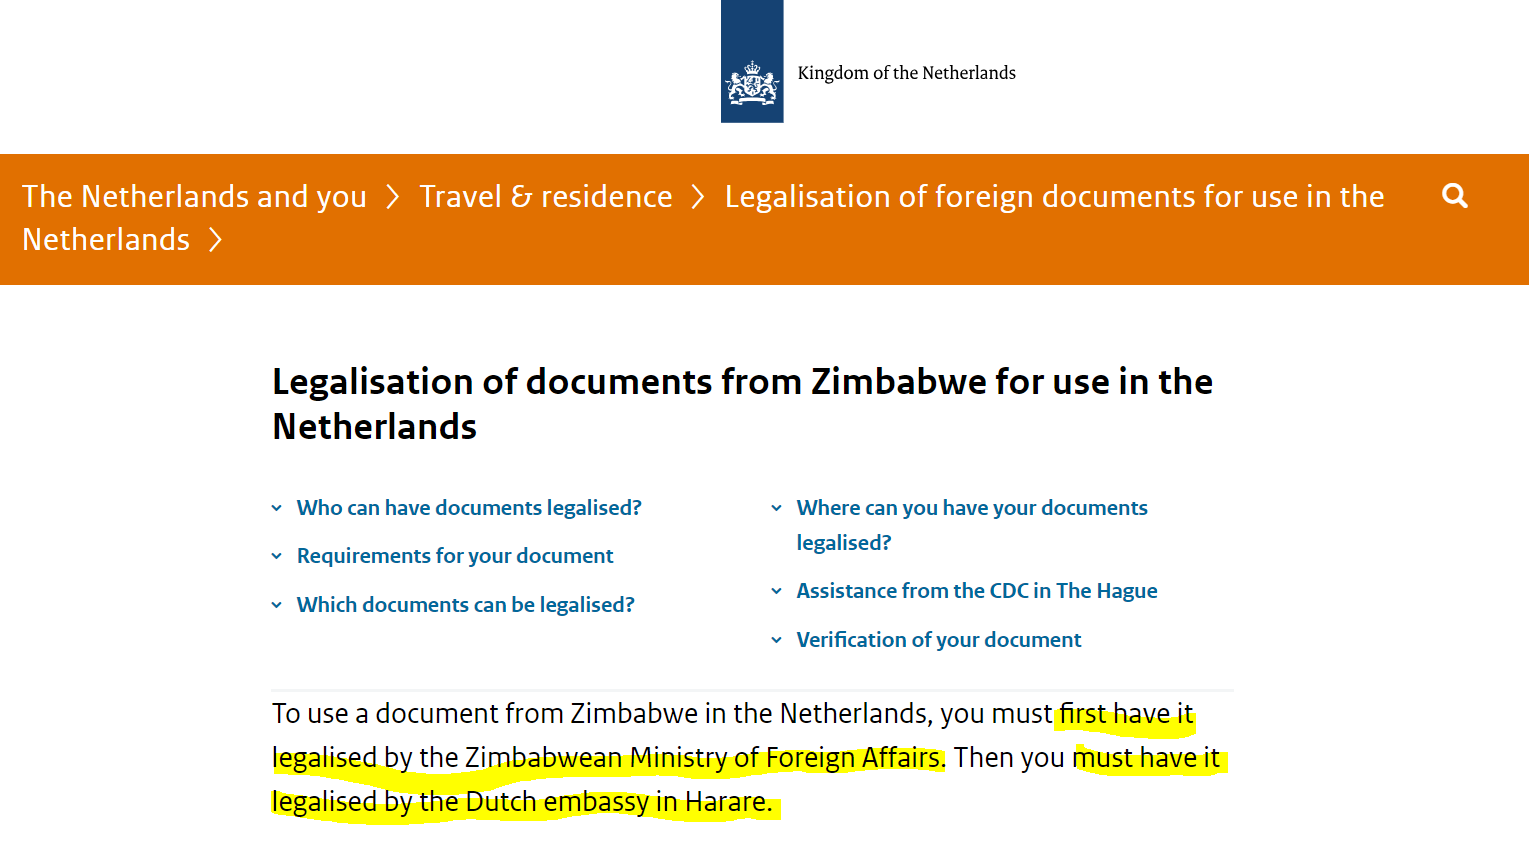 Kingdom of the Netherlands
The Netherlands and you > Travel & residence > Legalisation of foreign documents for use in the
Netherlands >
Legalisation of documents from Zimbabwe for use in the
Netherlands
Who can have documents legalised?
Requirements for your document
Which documents can be legalised?
Where can you have your documents
legalised?
Assistance from the CDC in The Hague
Verification of your document
To use a document from Zimbabwe in the Netherlands, you must first have it
legalised by the Zimbabwean Ministry of Foreign Affairs. Then you must have it
legalised by the Dutch embassy in Harare.